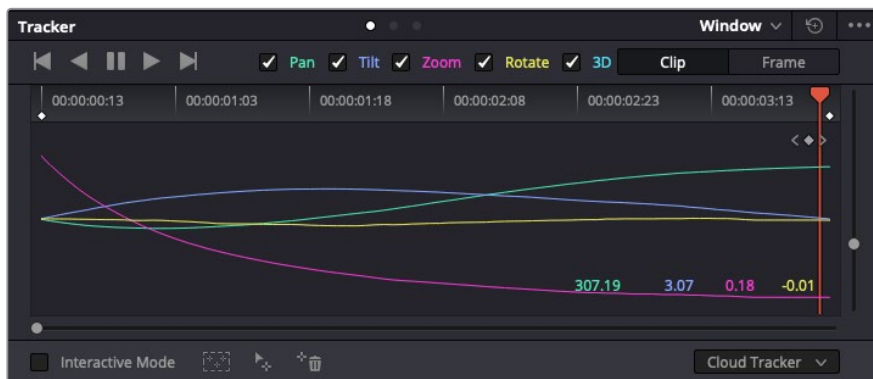 Tracker Window
Pan Tilt Zoom Rotate 3D Clip Frame
00:00:00:13 00:00:01:03 00:00:01:18 00:00:02:08 00:00:02:23 00:00:03:13
307.19 3.07 0.18 -0.01
Interactive Mode Cloud Tracker